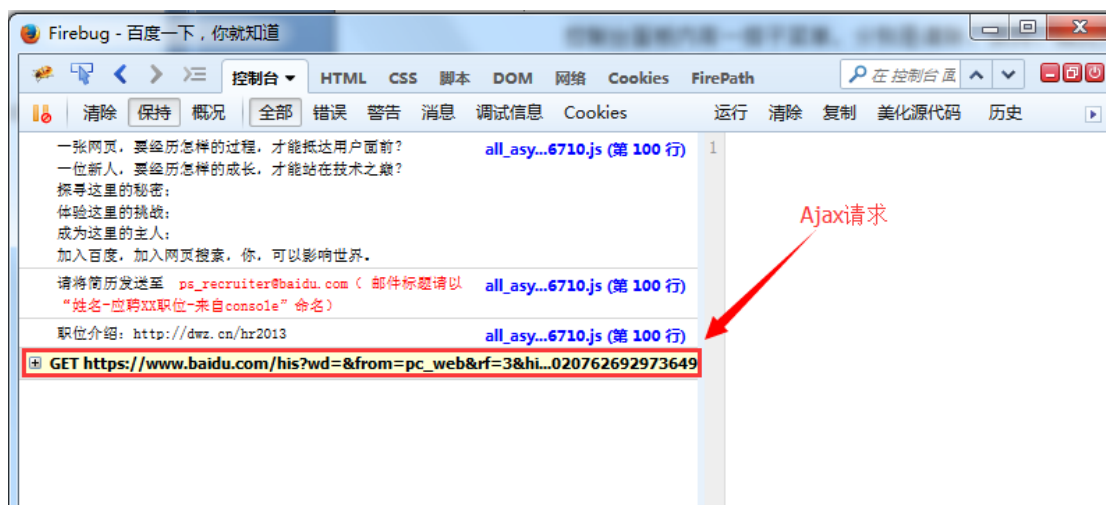 Firebug - 百度一下，你就知道
控制台 HTML CSS 脚本 DOM 网络 Cookies FirePath 在 控制台 面
清除 保持 概况 全部 错误 警告 消息 调试信息 Cookies 运行 清除 复制 美化源代码 历史
一张网页，要经历怎样的过程，才能抵达用户面前？ all_asy...6710.js (第 100 行) 1
一位新人，要经历怎样的成长，才能站在技术之巅？
探寻这里的秘密；
体验这里的挑战；
成为这里的主人；
加入百度，加入网页搜索，你，可以影响世界。
Ajax请求
请将简历发送至 ps_recruiter@baidu.com（ 邮件标题请以 all_asy...6710.js (第 100 行)
“姓名-应聘XX职位-来自console”命名）
职位介绍：http://dwz.cn/hr2013 all_asy...6710.js (第 100 行)
GET https://www.baidu.com/his?wd=&from=pc_web&rf=3&hi...020762692973649